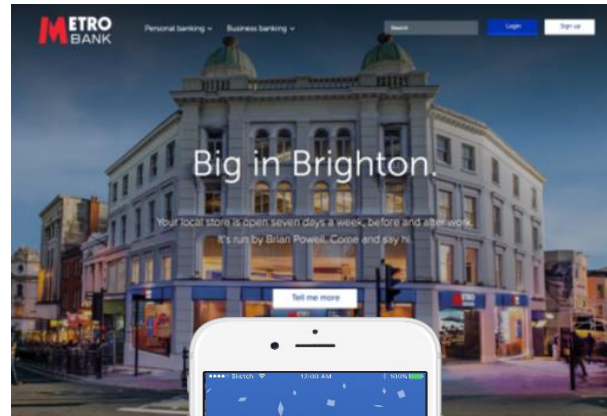 METRO
BANK
Personal banking
Business banking
Search
Login
Sign up
Big in Brighton.
Your local store is open seven days a week, before and after work.
It's run by Brian Powell. Come and say hi.
Tell me more
Sketch
12:00 AM
100%